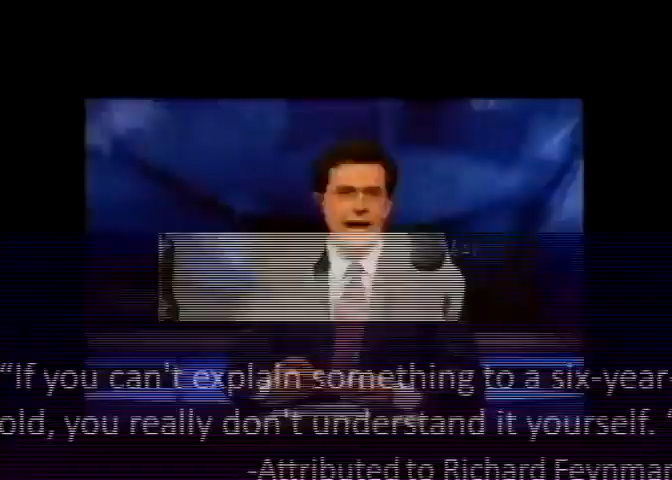 “If you can't explain something to a six-year-
old, you really don't understand it yourself. “
-Attributed to Richard Feynman